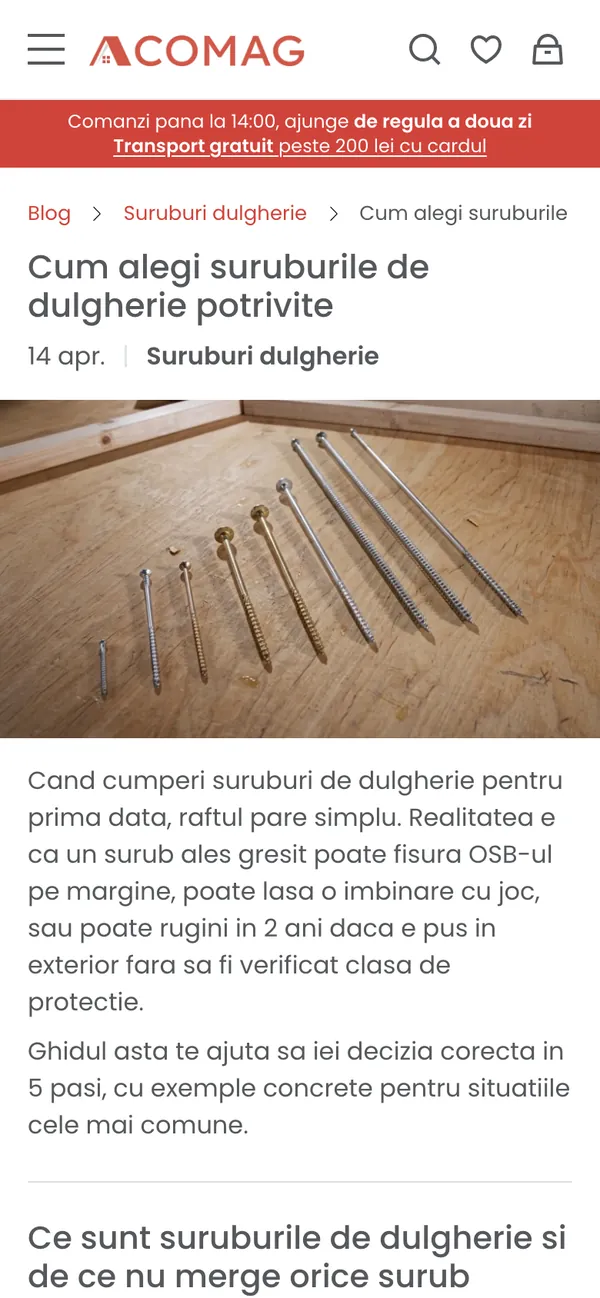 ACOMAG
Comanzi pana la 14:00, ajunge de regula a doua zi
Transport gratuit peste 200 lei cu cardul
Blog > Suruburi dulgherie > Cum alegi suruburile
Cum alegi suruburile de
dulgherie potrivite
14 apr. | Suruburi dulgherie
Cand cumperi suruburi de dulgherie pentru
prima data, raftul pare simplu. Realitatea e
ca un surub ales gresit poate fisura OSB-ul
pe margine, poate lasa o imbinare cu joc,
sau poate rugini in 2 ani daca e pus in
exterior fara sa fi verificat clasa de
protectie.
Ghidul asta te ajuta sa iei decizia corecta in
5 pasi, cu exemple concrete pentru situatiile
cele mai comune.
Ce sunt suruburile de dulgherie si
de ce nu merge orice surub